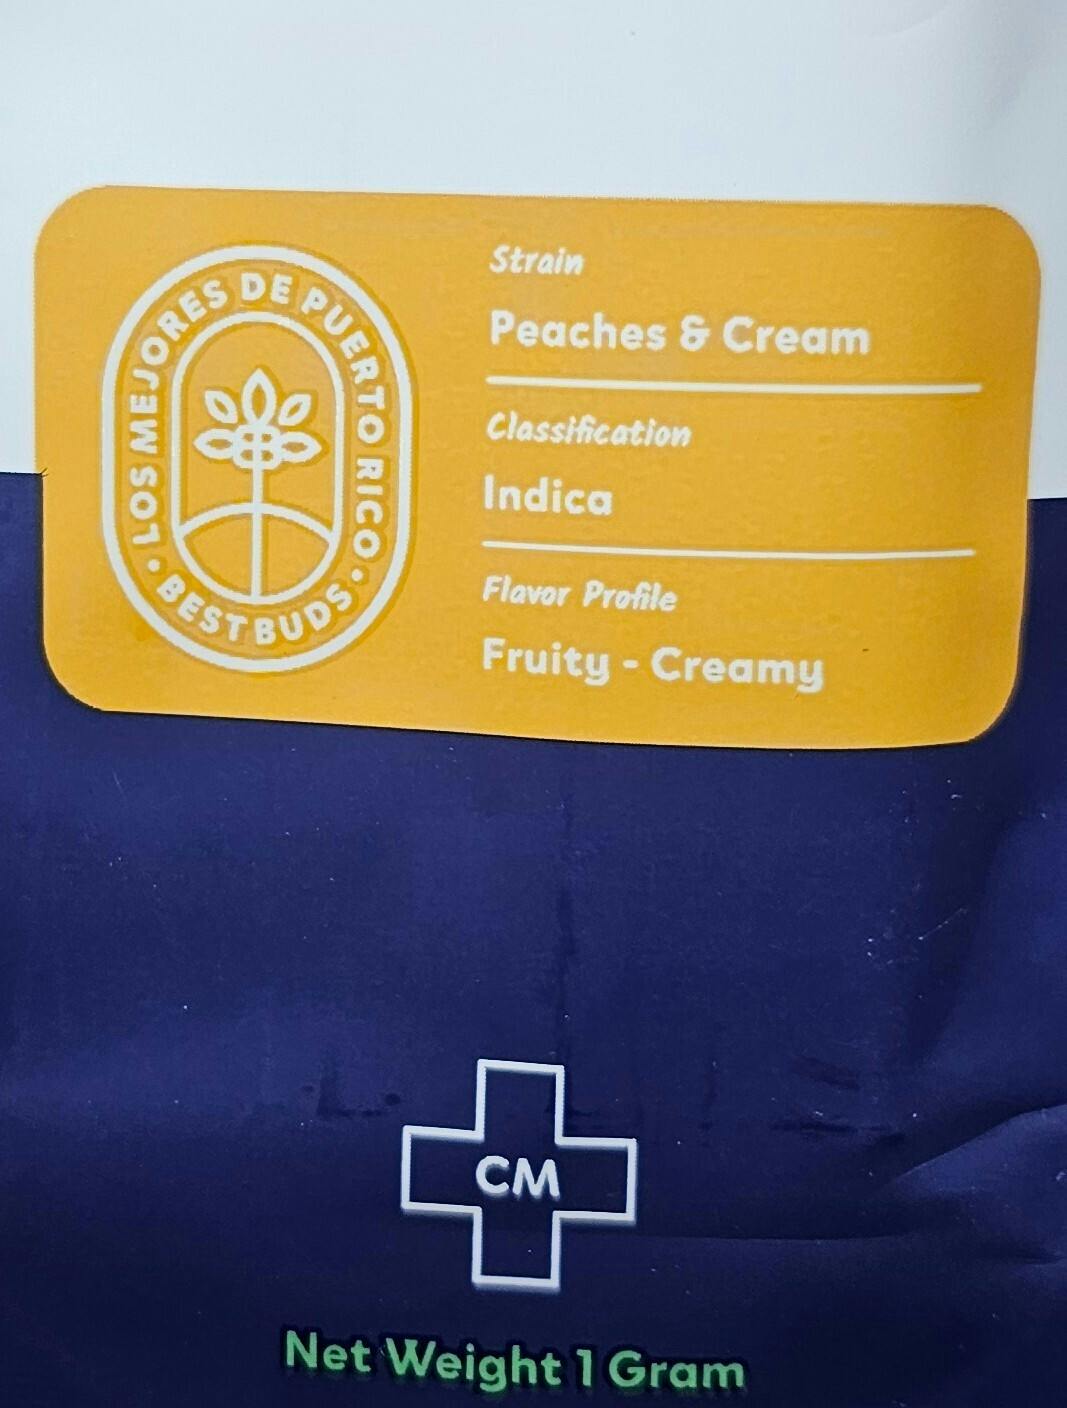 LOS MEJORES DE PUERTO RICO
• BEST BUDS •
Strain
Peaches & Cream
Classification
Indica
Flavor Profile
Fruity - Creamy
CM
Net Weight 1 Gram